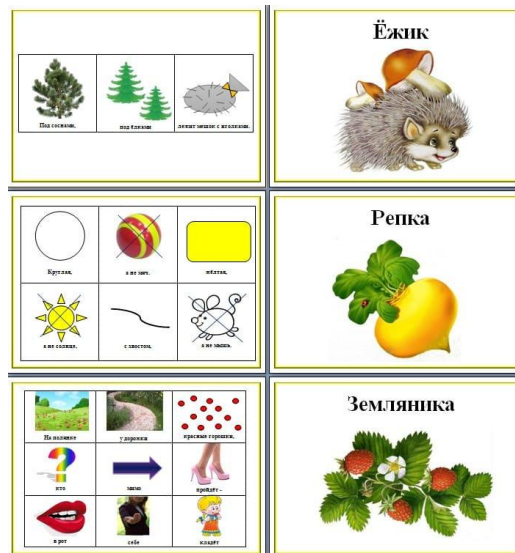 Под соснами,
под ёлками
лежит мешок с иголками.
Ёжик
Круглая,
а не мяч,
жёлтая,
а не солнце,
с хвостом,
а не мышь.
Репка
На полянке
у дорожки
красные горошки,
кто
мимо
пройдёт -
в рот
себе
кладёт
Земляника